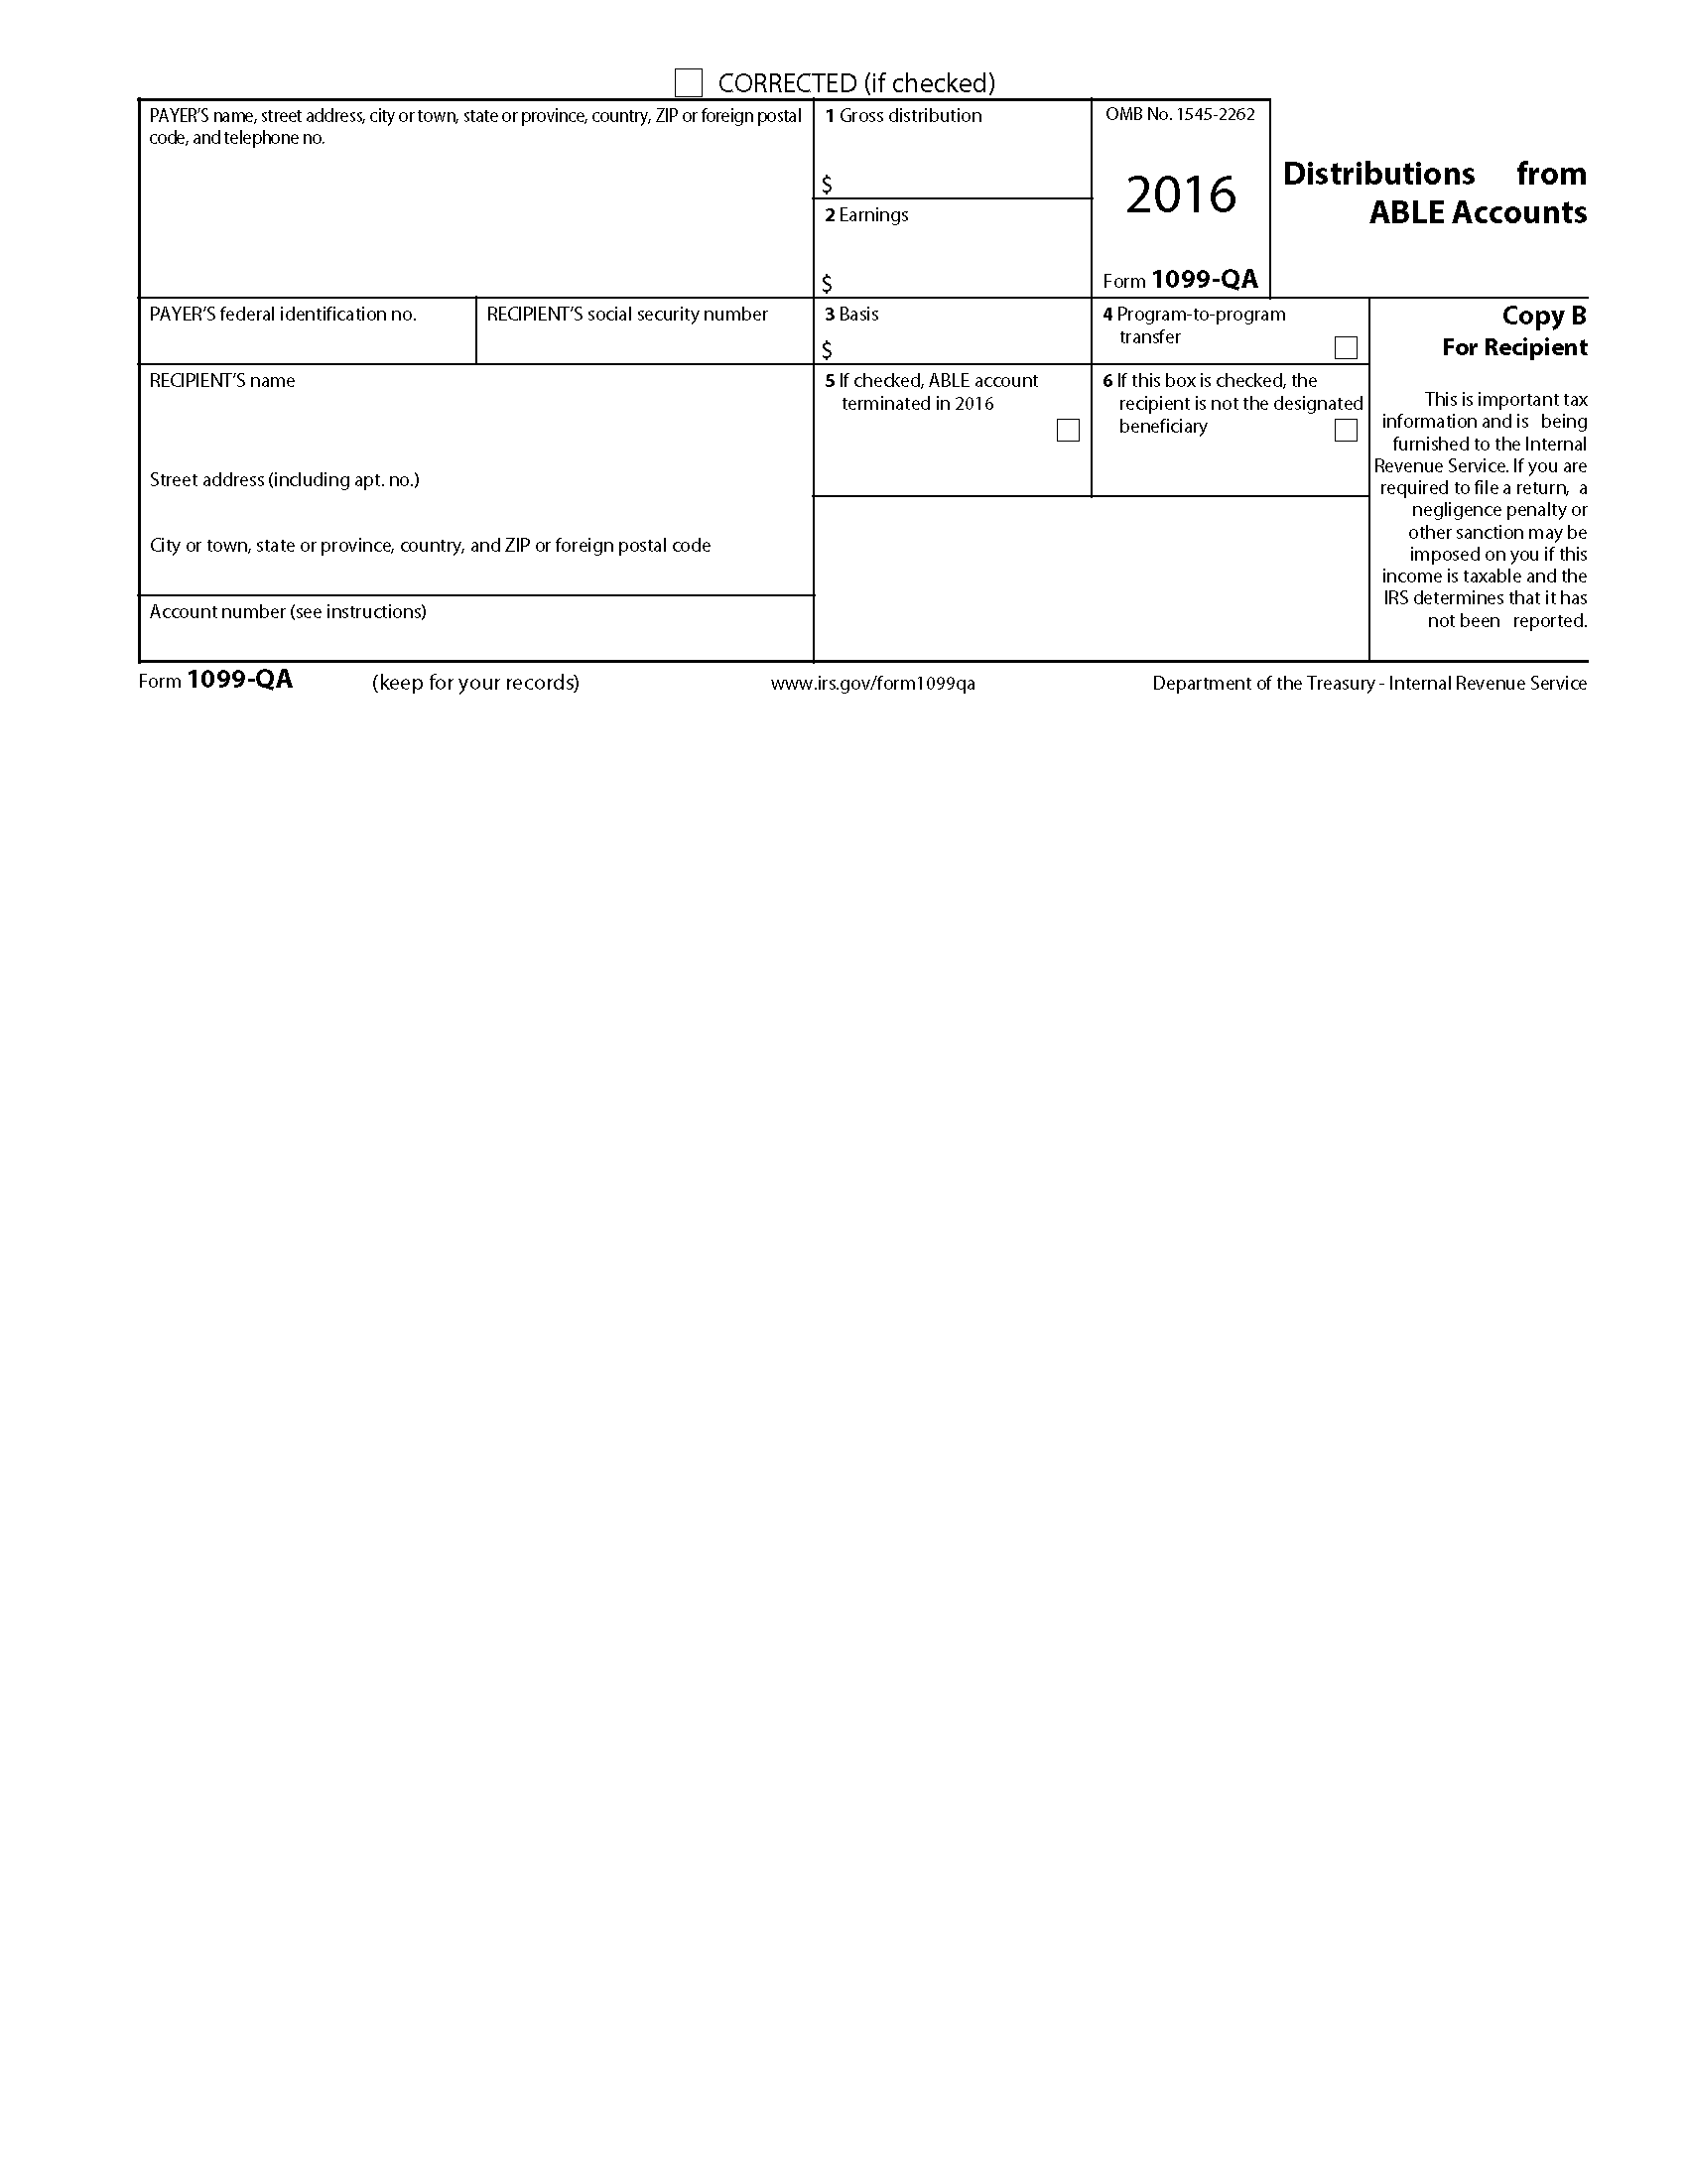 CORRECTED (if checked)
PAYER'S name, street address, city or town, state or province, country, ZIP or foreign postal
code, and telephone no.
1 Gross distribution
$
2 Earnings
$
OMB No. 1545-2262
2016
Form 1099-QA
Distributions from
ABLE Accounts
PAYER'S federal identification no.
RECIPIENT'S social security number
3 Basis
$
4 Program-to-program
transfer
Copy B
For Recipient
RECIPIENT'S name
Street address (including apt. no.)
City or town, state or province, country, and ZIP or foreign postal code
5 If checked, ABLE account
terminated in 2016
6 If this box is checked, the
recipient is not the designated
beneficiary
This is important tax
information and is being
furnished to the Internal
Revenue Service. If you are
required to file a return, a
negligence penalty or
other sanction may be
imposed on you if this
income is taxable and the
IRS determines that it has
not been reported.
Account number (see instructions)
Form 1099-QA
(keep for your records)
www.irs.gov/form1099qa
Department of the Treasury - Internal Revenue Service